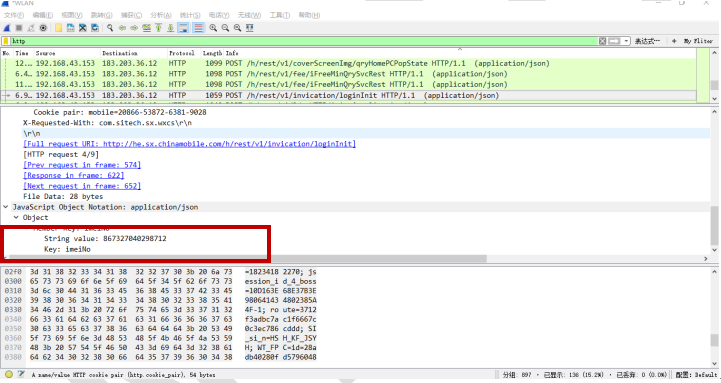 *WLAN
文件(F) 编辑(E) 视图(V) 跳转(G) 捕获(C) 分析(A) 统计(S) 电话(Y) 无线(W) 工具(T) 帮助(H)
http
表达式…
+
My Fliter
No. Time Source Destination Protocol Length Info
12... 192.168.43.153 183.203.36.12 HTTP 1099 POST /h/rest/v1/coverScreenImg/qryHomePCPopState HTTP/1.1 (application/json)
6.4... 192.168.43.153 183.203.36.12 HTTP 1098 POST /h/rest/v1/fee/iFreeMinQrySvcRest HTTP/1.1 (application/json)
11... 192.168.43.153 183.203.36.12 HTTP 1098 POST /h/rest/v1/fee/iFreeMinQrySvcRest HTTP/1.1 (application/json)
6.9... 192.168.43.153 183.203.36.12 HTTP 1059 POST /h/rest/v1/invication/loginInit HTTP/1.1 (application/json)
Cookie pair: mobile=20866-53872-6381-9028
X-Requested-With: com.sitech.sx.wxcs\r\n
\r\n
[Full request URI: http://he.sx.chinamobile.com/h/rest/v1/invication/loginInit]
[HTTP request 4/9]
[Prev request in frame: 574]
[Response in frame: 622]
[Next request in frame: 652]
File Data: 28 bytes
JavaScript Object Notation: application/json
Object
Member Key: imeiNo
String value: 867327040298712
Key: imeiNo
02f0 3d 31 38 32 33 34 31 38 32 32 37 30 3b 20 6a 73 =1823418 2270; js
0300 65 73 73 69 6f 6e 5f 69 64 5f 34 5f 62 6f 73 73 ession_i d_4_boss
0310 3d 6c 30 44 31 36 33 45 36 38 45 33 37 42 33 45 =10D163E 68E37B3E
0320 39 38 30 36 34 31 34 33 34 38 30 32 33 38 35 41 98064143 4802385A
0330 34 46 2d 31 3b 20 72 6f 75 74 65 3d 33 37 31 32 4F-1; ro ute=3712
0340 66 33 61 64 62 63 37 61 63 31 66 36 36 36 37 63 f3adbc7a c1f6667c
0350 30 63 33 65 63 37 38 36 63 64 64 64 3b 20 53 49 0c3ec786 cddd; SI
0360 5f 73 69 5f 6e 3d 48 53 48 5f 4b 46 5f 4a 53 59 _si_n=HS H_KF_JSY
0370 48 3b 20 57 54 5f 46 50 43 3d 69 64 3d 32 38 61 H; WT_FP C=id=28a
0380 64 62 34 30 32 38 30 66 64 35 37 39 36 30 34 38 db40280f d5796048
A name/value HTTP cookie pair (http.cookie_pair), 54 bytes
分组: 897 · 已显示: 136 (15.2%) · 已丢弃: 0 (0.0%)
配置: Default